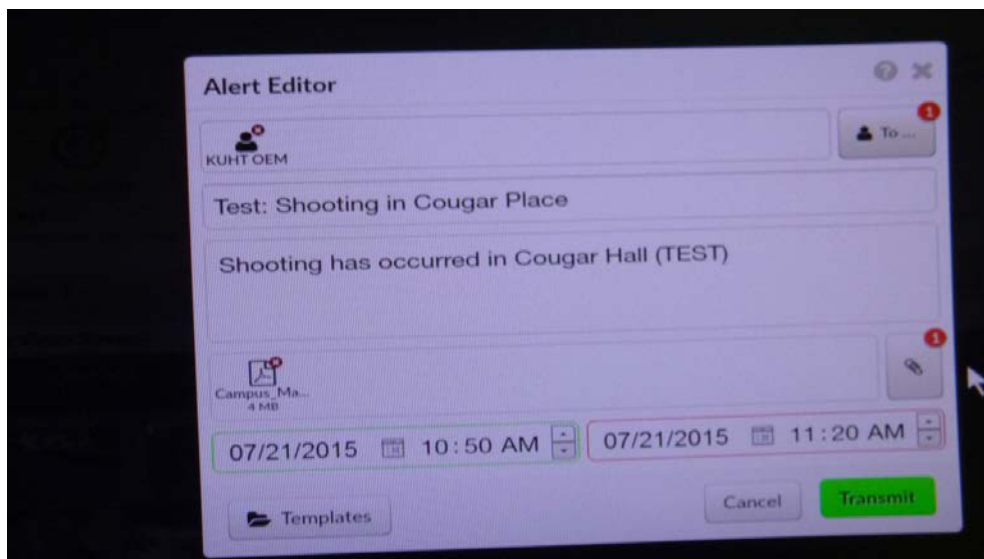 Alert Editor
KUHT OEM
1
To ...
Test: Shooting in Cougar Place
Shooting has occurred in Cougar Hall (TEST)
Campus_Ma...
4 MB
1
07/21/2015 10:50 AM 07/21/2015 11:20 AM
Templates Cancel Transmit